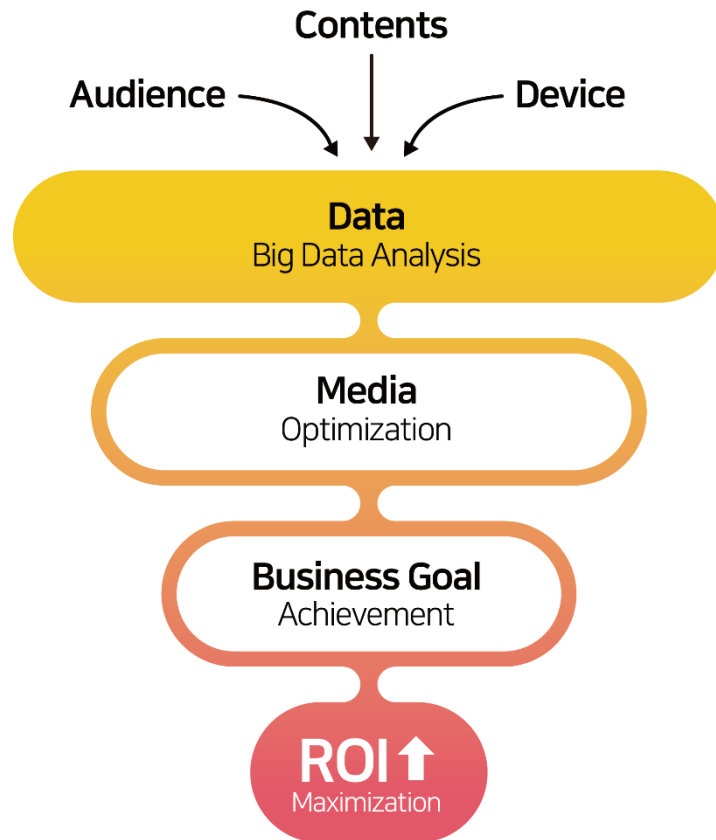 Contents
Audience
Device
Data
Big Data Analysis
Media
Optimization
Business Goal
Achievement
ROI
Maximization